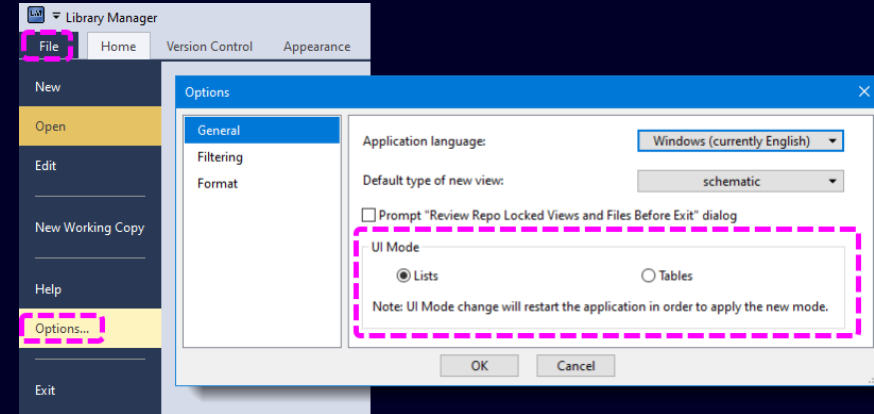 Library Manager
File Home Version Control Appearance
New
Open
Edit
New Working Copy
Help
Options...
Exit
Options
General
Filtering
Format
Application language: Windows (currently English)
Default type of new view: schematic
Prompt "Review Repo Locked Views and Files Before Exit" dialog
UI Mode
Lists Tables
Note: UI Mode change will restart the application in order to apply the new mode.
OK Cancel